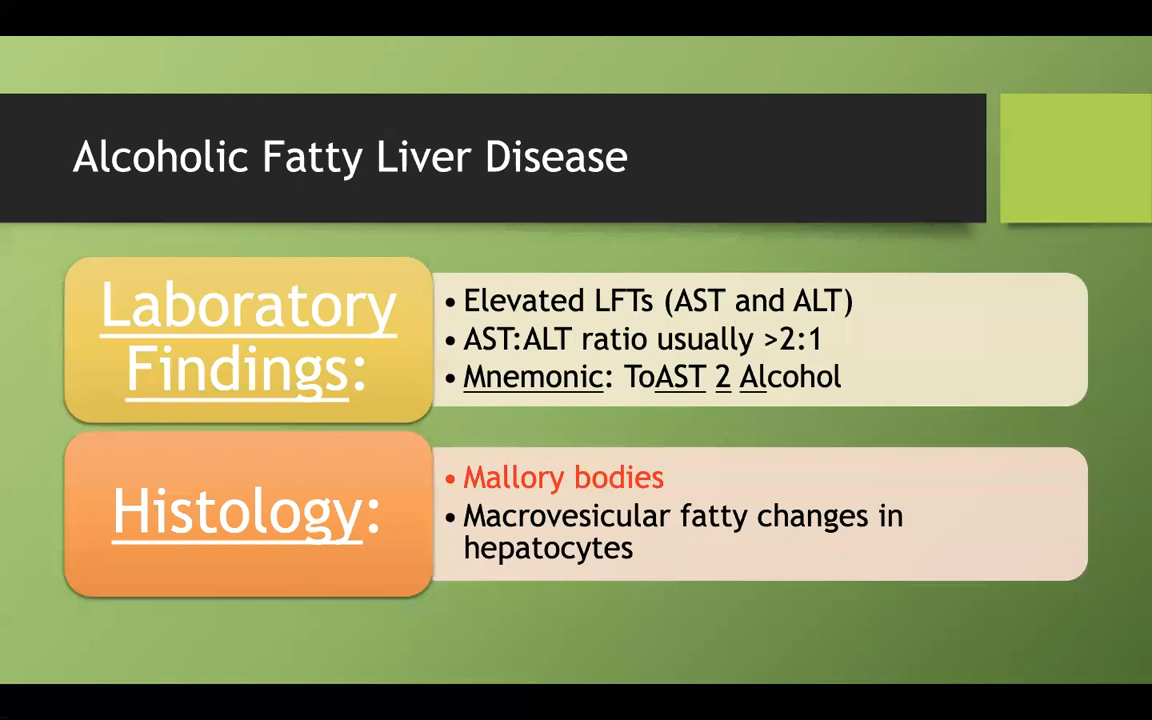 Alcoholic Fatty Liver Disease
Laboratory
Findings:
• Elevated LFTs (AST and ALT)
• AST:ALT ratio usually >2:1
• Mnemonic: ToAST 2 Alcohol
Histology:
• Mallory bodies
• Macrovesicular fatty changes in
hepatocytes